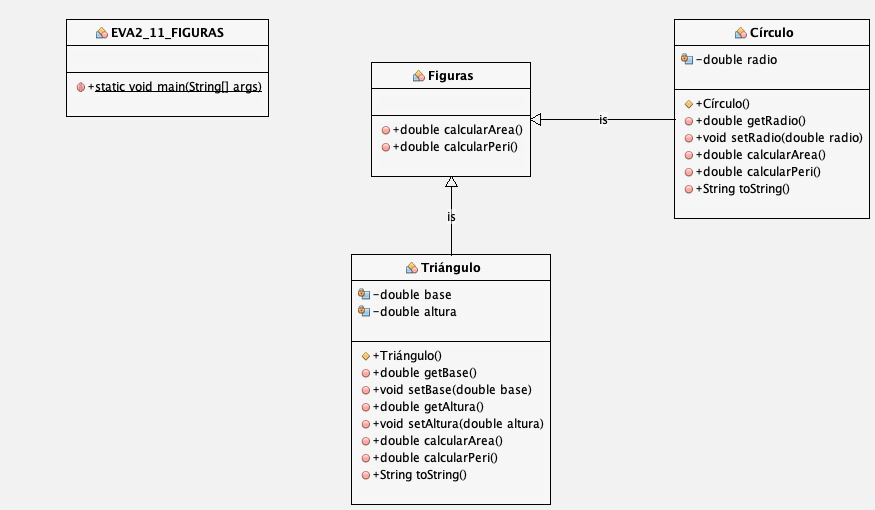 EVA2_11_FIGURAS
+static void main(String[] args)
Figuras
+double calcularArea()
+double calcularPeri()
is
Círculo
-double radio
+Círculo()
+double getRadio()
+void setRadio(double radio)
+double calcularArea()
+double calcularPeri()
+String toString()
is
Triángulo
-double base
-double altura
+Triángulo()
+double getBase()
+void setBase(double base)
+double getAltura()
+void setAltura(double altura)
+double calcularArea()
+double calcularPeri()
+String toString()